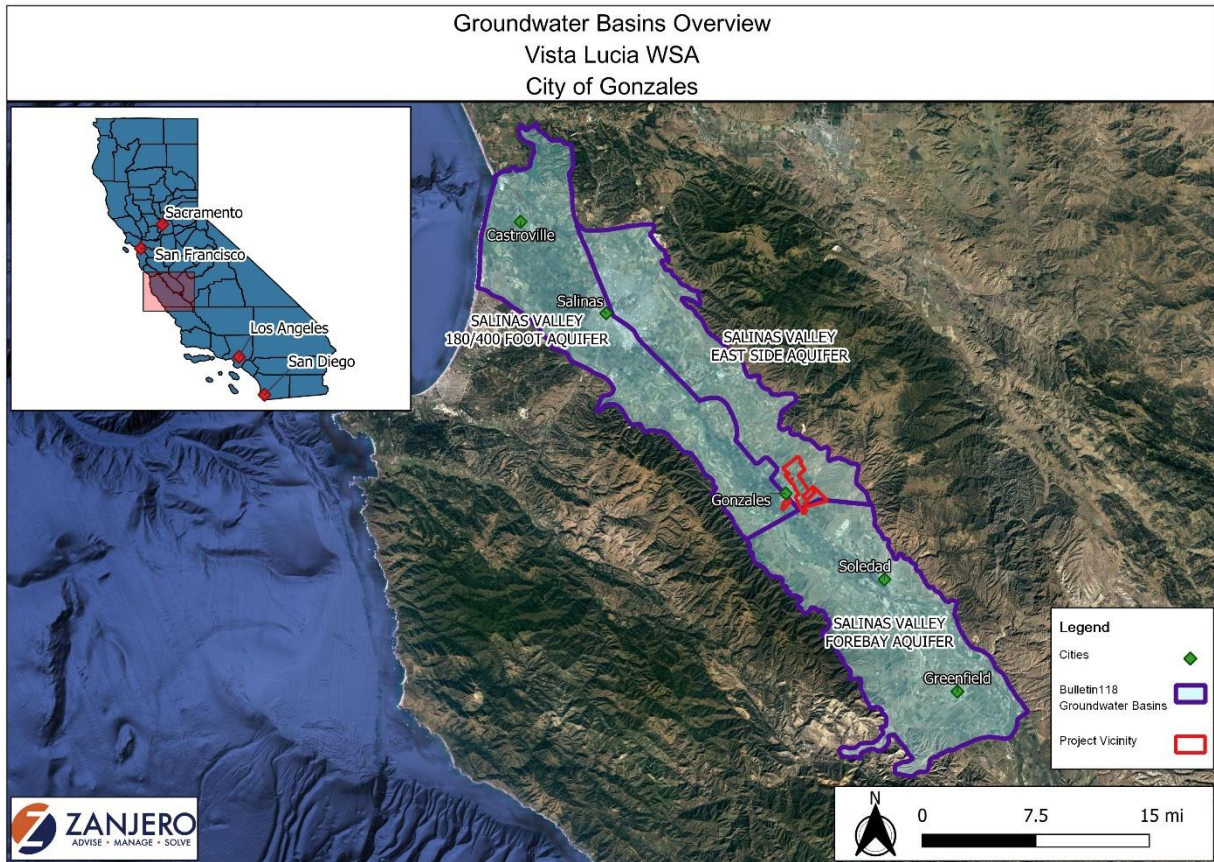 Groundwater Basins Overview
Vista Lucia WSA
City of Gonzales
Sacramento
San Francisco
Los Angeles
San Diego
Castroville
Salinas
SALINAS VALLEY
180/400 FOOT AQUIFER
SALINAS VALLEY
EAST SIDE AQUIFER
Gonzales
Soledad
SALINAS VALLEY
FOREBAY AQUIFER
Greenfield
Legend
Cities
Bulletin118
Groundwater Basins
Project Vicinity
ZANJERO
ADVISE • MANAGE • SOLVE
N
0 7.5 15 mi